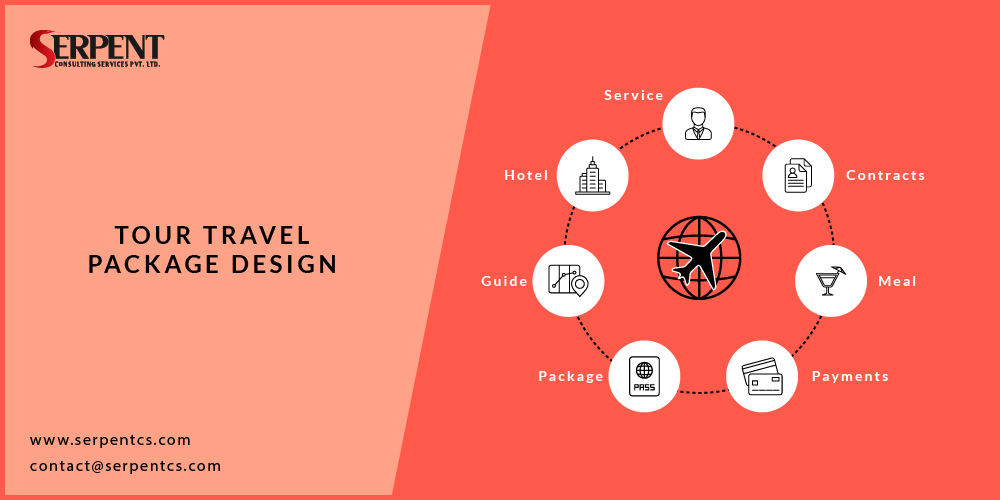 SERPENT
CONSULTING SERVICES PVT. LTD.
TOUR TRAVEL
PACKAGE DESIGN
www.serpentcs.com
contact@serpentcs.com
Service
Hotel
Contracts
Guide
Meal
Package
PASS
Payments